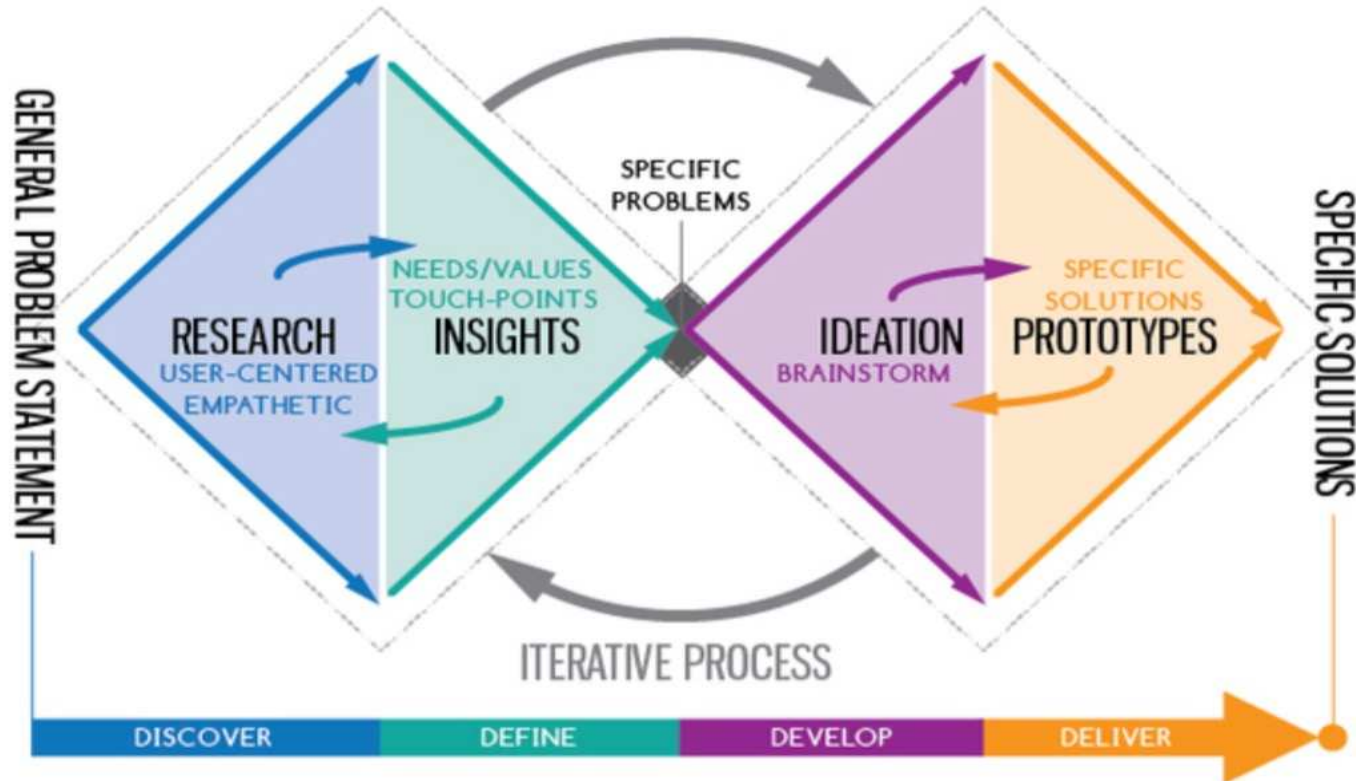 GENERAL PROBLEM STATEMENT
SPECIFIC
PROBLEMS
NEEDS/VALUES
TOUCH-POINTS
RESEARCH
USER-CENTERED
EMPATHETIC
INSIGHTS
IDEATION
BRAINSTORM
SPECIFIC
SOLUTIONS
PROTOTYPES
SPECIFIC SOLUTIONS
ITERATIVE PROCESS
DISCOVER
DEFINE
DEVELOP
DELIVER